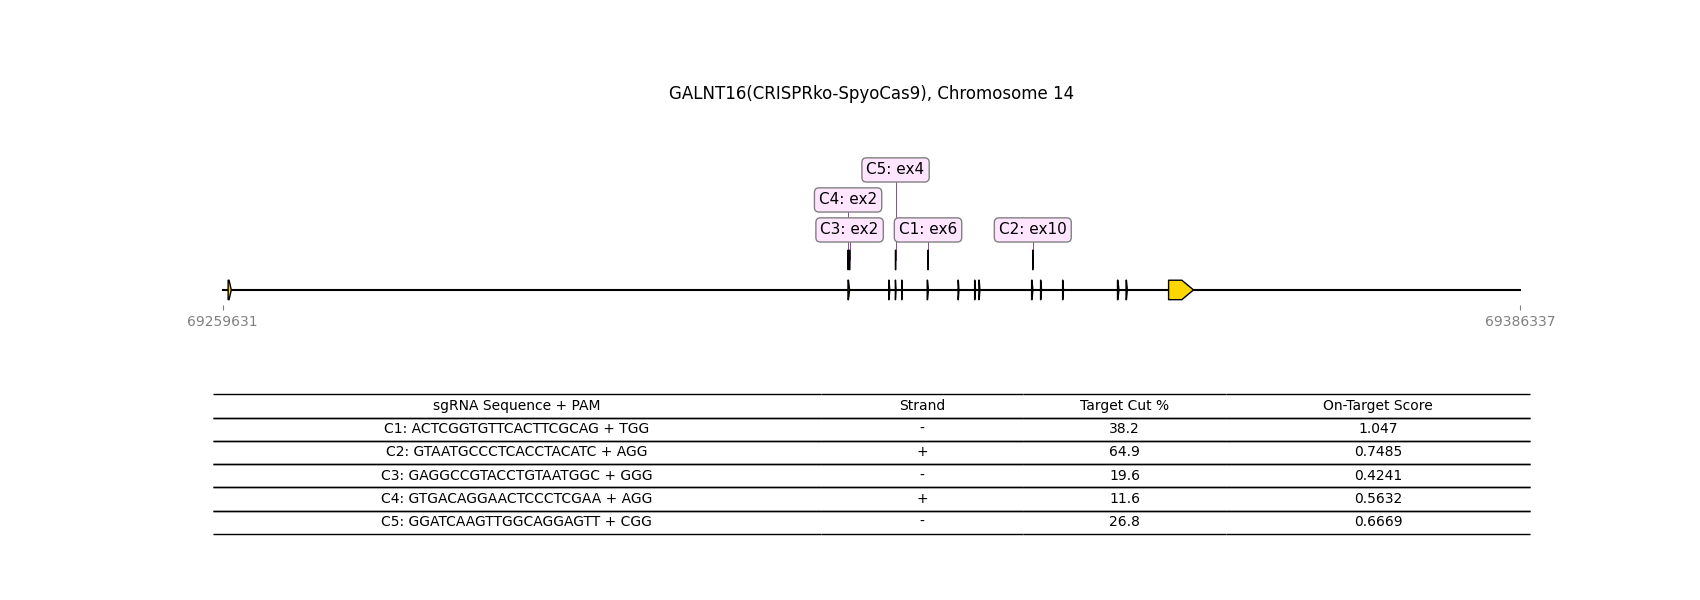 GALNT16(CRISPRko-SpyoCas9), Chromosome 14
C5: ex4
C4: ex2
C3: ex2 C1: ex6 C2: ex10
69259631 69386337
sgRNA Sequence + PAM Strand Target Cut % On-Target Score
C1: ACTCGGTGTTCACTTCGCAG + TGG - 38.2 1.047
C2: GTAATGCCCTCACCTACATC + AGG + 64.9 0.7485
C3: GAGGCCGTACCTGTAATGGC + GGG - 19.6 0.4241
C4: GTGACAGGAACTCCCTCGAA + AGG + 11.6 0.5632
C5: GGATCAAGTTGGCAGGAGTT + CGG - 26.8 0.6669